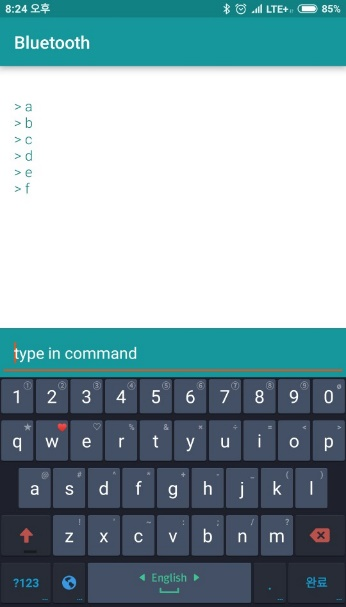 8:24 오후 LTE+ 85%
Bluetooth
> a
> b
> c
> d
> e
> f
type in command
1 2 3 4 5 6 7 8 9 0
q w e r t y u i o p
a s d f g h j k l
z x c v b n m
?123 English . 완료